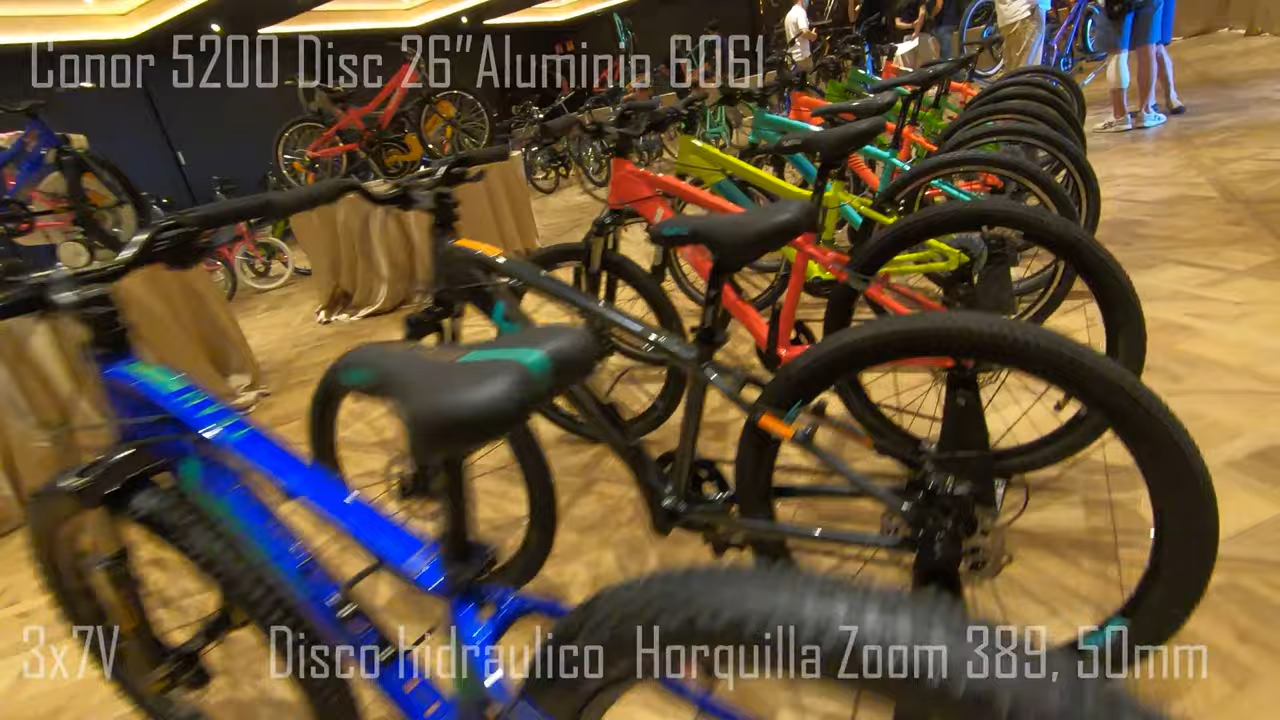 Conor 5200 Disc 26"Aluminio 6061
3x7V Disco hidraulico Horquilla Zoom 389, 50mm